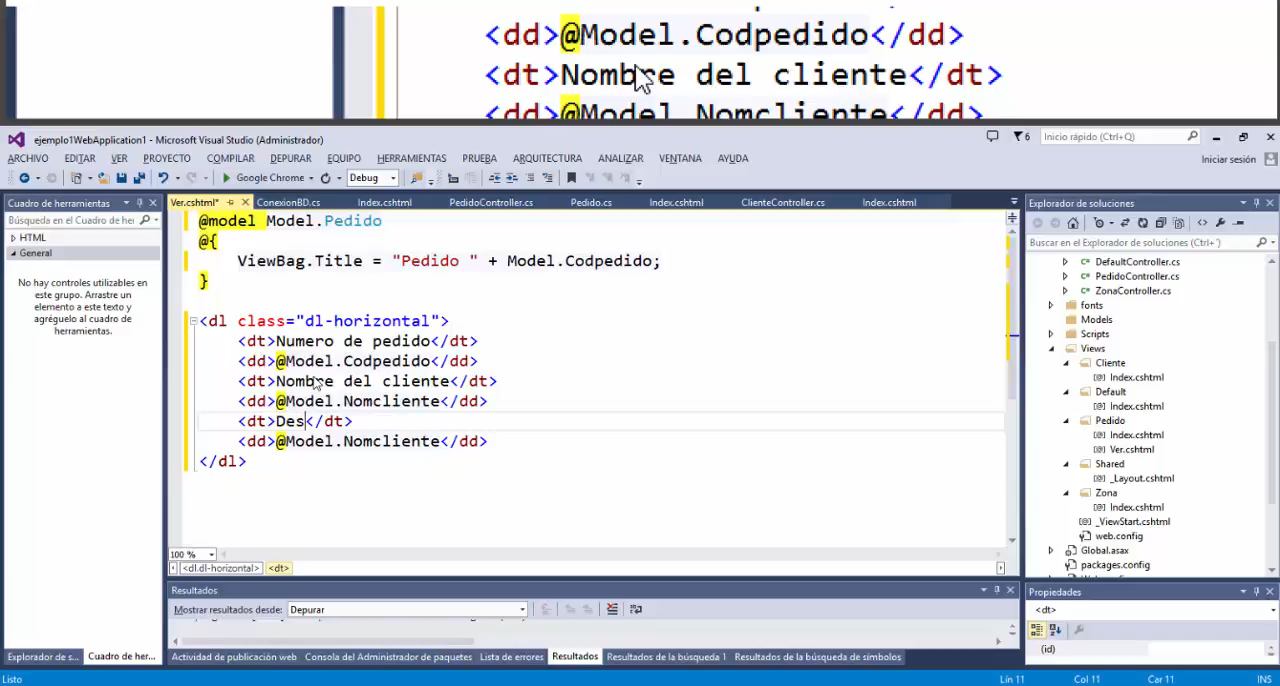 <dd>@Model.Codpedido</dd>
<dt>Nombre del cliente</dt>
<dd>@Model.Nomcliente</dd>
ejemplo1WebApplication1 - Microsoft Visual Studio (Administrador)
6
Inicio rápido (Ctrl+Q)
ARCHIVO EDITAR VER PROYECTO COMPILAR DEPURAR EQUIPO HERRAMIENTAS PRUEBA ARQUITECTURA ANALIZAR VENTANA AYUDA
Iniciar sesión
Google Chrome Debug
Cuadro de herramientas
Búsqueda en el Cuadro de her
HTML
General
No hay controles utilizables en
este grupo. Arrastre un
elemento a este texto y
agréguelo al cuadro de
herramientas.
Ver.cshtml* ConexionBD.cs Index.cshtml PedidoController.cs Pedido.cs Index.cshtml ClienteController.cs Index.cshtml
@model Model.Pedido
@{
ViewBag.Title = "Pedido " + Model.Codpedido;
}
<dl class="dl-horizontal">
<dt>Numero de pedido</dt>
<dd>@Model.Codpedido</dd>
<dt>Nombre del cliente</dt>
<dd>@Model.Nomcliente</dd>
<dt>Des</dt>
<dd>@Model.Nomcliente</dd>
</dl>
100 %
<dl.dl-horizontal> <dt>
Explorador de soluciones
Buscar en el Explorador de soluciones (Ctrl+´)
DefaultController.cs
PedidoController.cs
ZonaController.cs
fonts
Models
Scripts
Views
Cliente
Index.cshtml
Default
Index.cshtml
Pedido
Index.cshtml
Ver.cshtml
Shared
_Layout.cshtml
Zona
Index.cshtml
_ViewStart.cshtml
web.config
Global.asax
packages.config
Resultados
Mostrar resultados desde: Depurar
Propiedades
<dt>
(id)
Explorador de s... Cuadro de her...
Actividad de publicación web Consola del Administrador de paquetes Lista de errores Resultados Resultados de la búsqueda 1 Resultados de la búsqueda de símbolos
Listo
Lín 11 Col 11 Car 11 INS